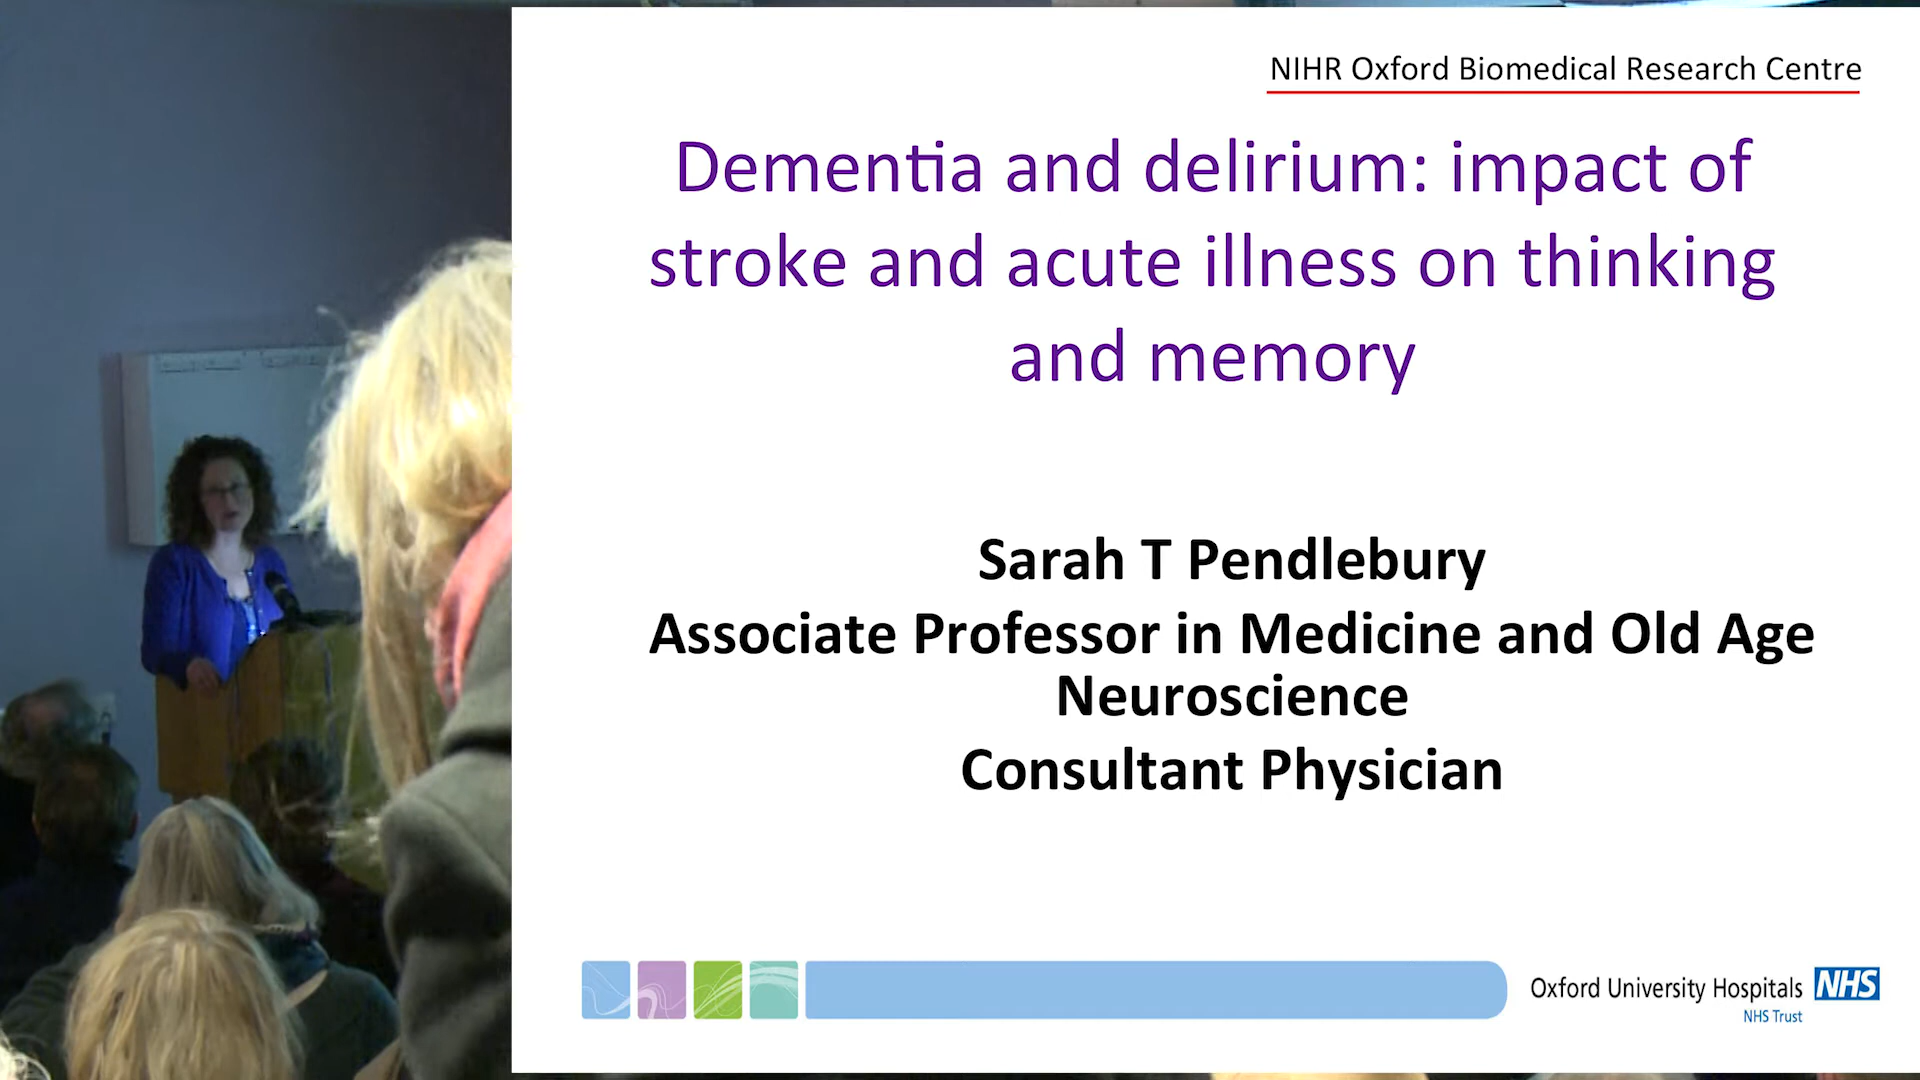 NIHR Oxford Biomedical Research Centre
Dementia and delirium: impact of
stroke and acute illness on thinking
and memory
Sarah T Pendlebury
Associate Professor in Medicine and Old Age
Neuroscience
Consultant Physician
Oxford University Hospitals NHS
NHS Trust